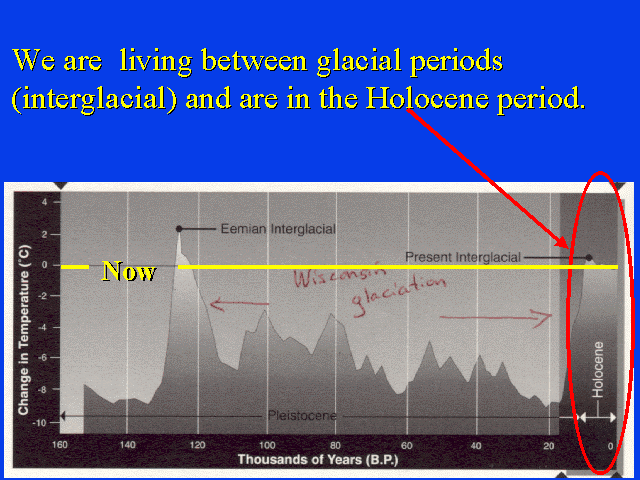 We are  living between glacial periods
(interglacial) and are in the Holocene period.
Change in Temperature (°C)
4
2
0
-2
-4
-6
-8
-10
Eemian Interglacial
Present Interglacial
Now
Wisconsin
glaciation
Holocene
Pleistocene
160
140
120
100
80
60
40
20
0
Thousands of Years (B.P.)